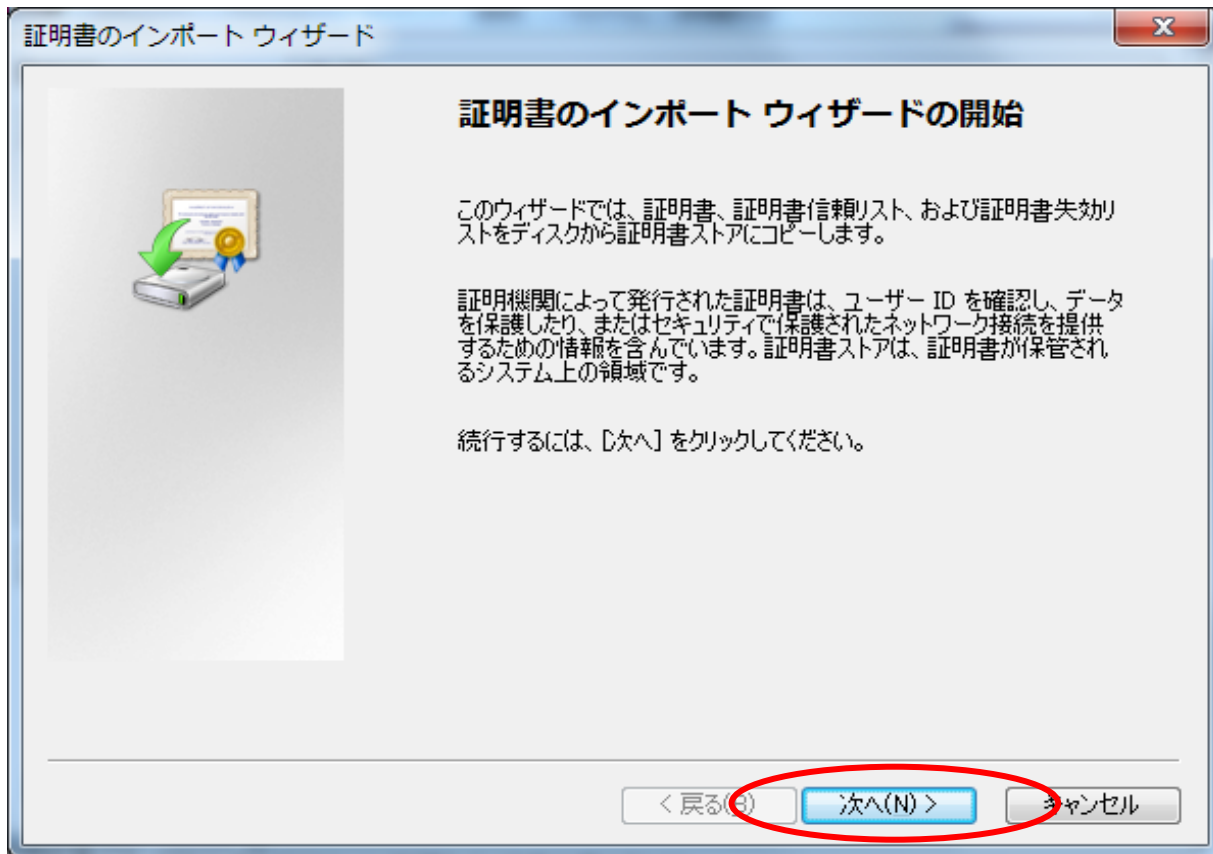 証明書のインポート ウィザード
証明書のインポート ウィザードの開始
このウィザードでは、証明書、証明書信頼リスト、および証明書失効リ
ストをディスクから証明書ストアにコピーします。
証明機関によって発行された証明書は、ユーザー ID を確認し、データ
を保護したり、またはセキュリティで保護されたネットワーク接続を提供
するための情報を含んでいます。証明書ストアは、証明書が保管され
るシステム上の領域です。
続行するには、[次へ] をクリックしてください。
< 戻る(B) 次へ(N) > キャンセル